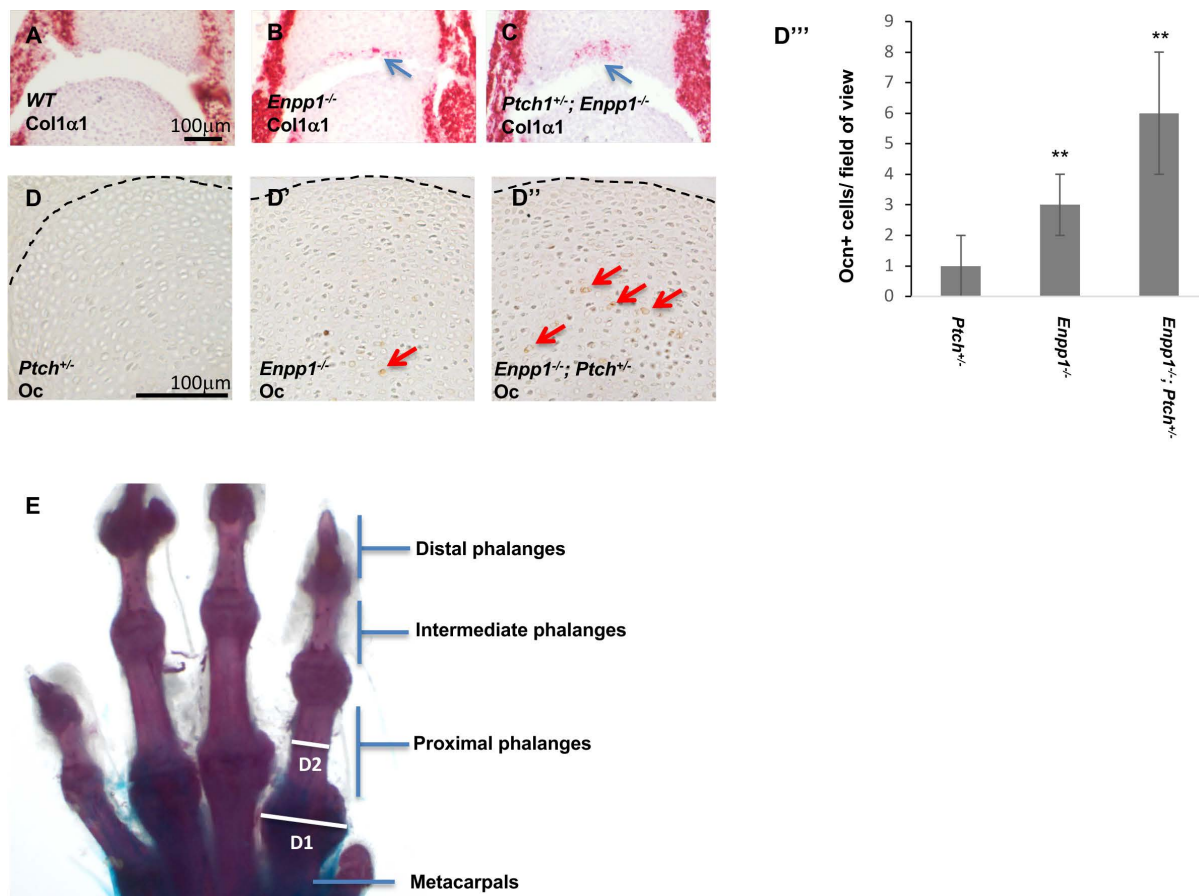 A
WT
Col1α1
100μm
B
Enpp1-/-
Col1α1
C
Ptch1+/-; Enpp1-/-
Col1α1
D
Ptch+/-
Oc
100μm
D'
Enpp1-/-
Oc
D''
Enpp1-/-; Ptch+/-
Oc
D'''
Ocn+ cells/ field of view
9
8
7
6
5
4
3
2
1
0
**
**
Ptch+/-
Enpp1-/-
Enpp1-/-; Ptch+/-
E
Distal phalanges
Intermediate phalanges
Proximal phalanges
D2
D1
Metacarpals